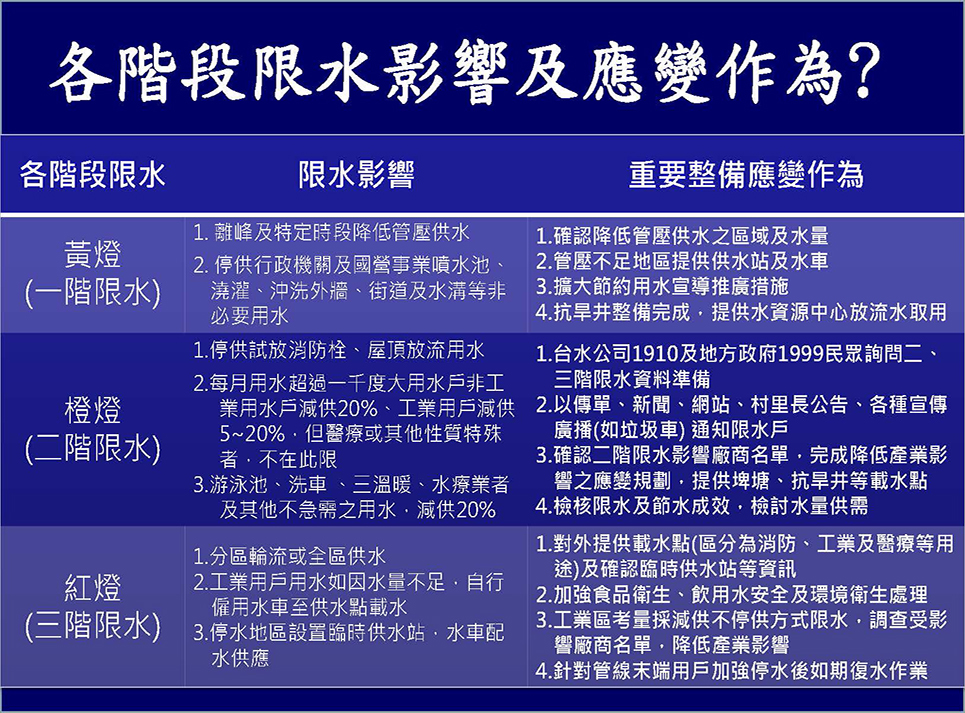 各階段限水影響及應變作為?
各階段限水
限水影響
重要整備應變作為
黃燈
(一階限水)
1. 離峰及特定時段降低管壓供水
2. 停供行政機關及國營事業噴水池、
澆灌、沖洗外牆、街道及水溝等非
必要用水
1.確認降低管壓供水之區域及水量
2.管壓不足地區提供供水站及水車
3.擴大節約用水宣導推廣措施
4.抗旱井整備完成，提供水資源中心放流水取用
橙燈
(二階限水)
1.停供試放消防栓、屋頂放流用水
2.每月用水超過一千度大用水戶非工
業用水戶減供20%、工業用戶減供
5~20%，但醫療或其他性質特殊
者，不在此限
3.游泳池、洗車 、三溫暖、水療業者
及其他不急需之用水，減供20%
1.台水公司1910及地方政府1999民眾詢問二、
三階限水資料準備
2.以傳單、新聞、網站、村里長公告、各種宣傳
廣播(如垃圾車) 通知限水戶
3.確認二階限水影響廠商名單，完成降低產業影
響之應變規劃，提供埤塘、抗旱井等載水點
4.檢核限水及節水成效，檢討水量供需
紅燈
(三階限水)
1.分區輪流或全區供水
2.工業用戶用水如因水量不足，自行
僱用水車至供水點載水
3.停水地區設置臨時供水站，水車配
水供應
1.對外提供載水點(區分為消防、工業及醫療等用
途)及確認臨時供水站等資訊
2.加強食品衛生、飲用水安全及環境衛生處理
3.工業區考量採減供不停供方式限水，調查受影
響廠商名單，降低產業影響
4.針對管線末端用戶加強停水後如期復水作業